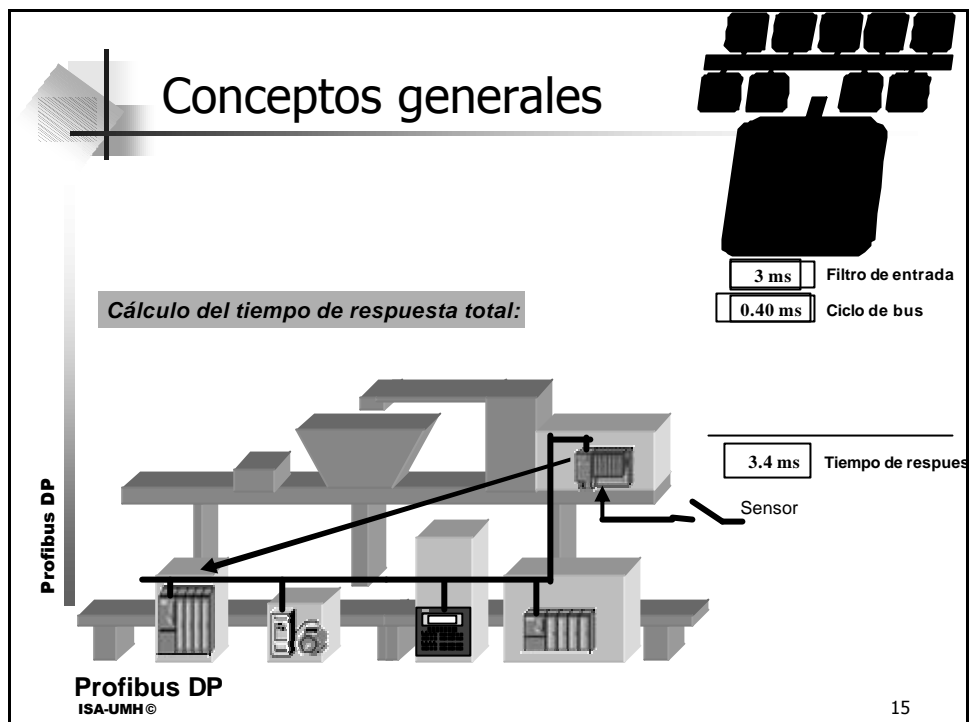 Conceptos generales
3 ms Filtro de entrada
Cálculo del tiempo de respuesta total:
0.40 ms Ciclo de bus
3.4 ms Tiempo de respues
Sensor
Profibus DP
Profibus DP
ISA-UMH©
15